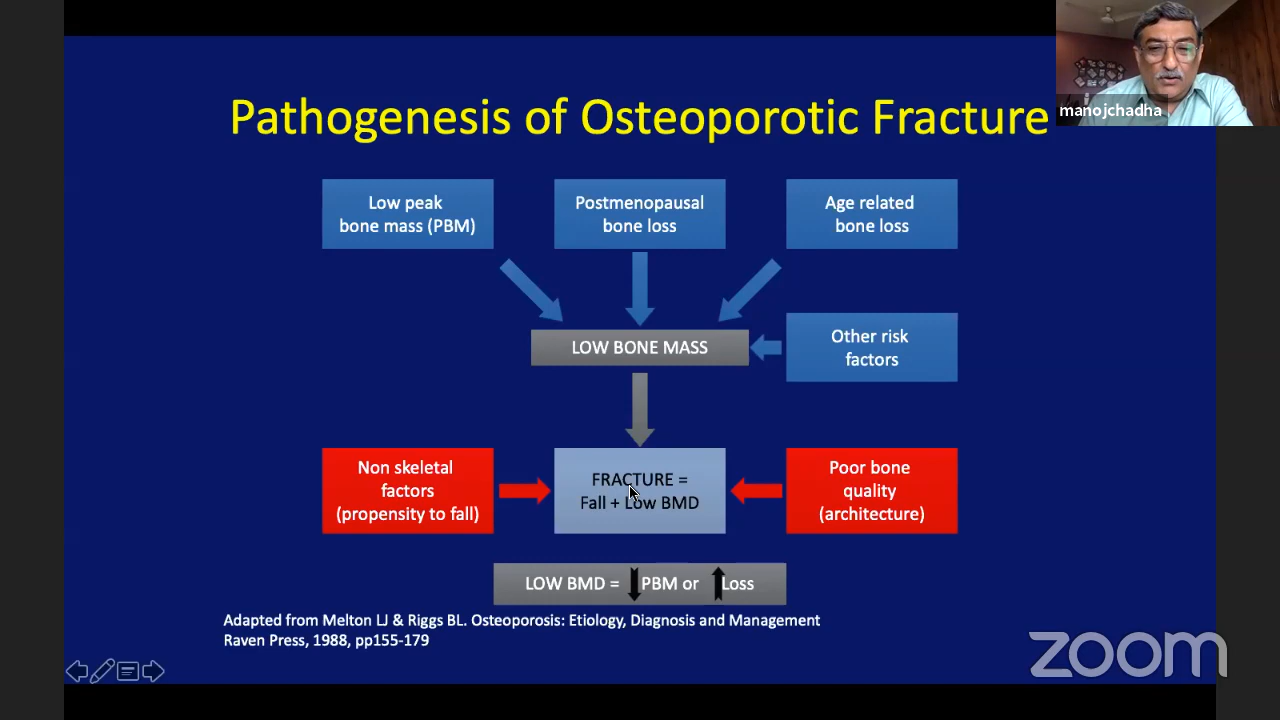 manojchadha
Pathogenesis of Osteoporotic Fracture
Low peak
bone mass (PBM)
Postmenopausal
bone loss
Age related
bone loss
LOW BONE MASS
Other risk
factors
Non skeletal
factors
(propensity to fall)
FRACTURE =
Fall + Low BMD
Poor bone
quality
(architecture)
LOW BMD = PBM or Loss
Adapted from Melton LJ & Riggs BL. Osteoporosis: Etiology, Diagnosis and Management
Raven Press, 1988, pp155-179
zoom